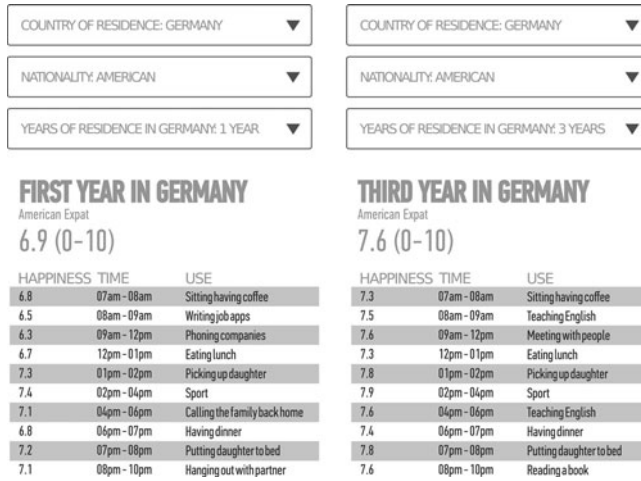 COUNTRY OF RESIDENCE: GERMANY
NATIONALITY: AMERICAN
YEARS OF RESIDENCE IN GERMANY: 1 YEAR
FIRST YEAR IN GERMANY
American Expat
6.9 (0-10)
HAPPINESS TIME USE
6.8 07am - 08am Sitting having coffee
6.5 08am - 09am Writing job apps
6.3 09am - 12pm Phoning companies
6.7 12pm - 01pm Eating lunch
7.3 01pm - 02pm Picking up daughter
7.4 02pm - 04pm Sport
7.1 04pm - 06pm Calling the family back home
6.8 06pm - 07pm Having dinner
7.2 07pm - 08pm Putting daughter to bed
7.1 08pm - 10pm Hanging out with partner
COUNTRY OF RESIDENCE: GERMANY
NATIONALITY: AMERICAN
YEARS OF RESIDENCE IN GERMANY: 3 YEARS
THIRD YEAR IN GERMANY
American Expat
7.6 (0-10)
HAPPINESS TIME USE
7.3 07am - 08am Sitting having coffee
7.5 08am - 09am Teaching English
7.6 09am - 12pm Meeting with people
7.3 12pm - 01pm Eating lunch
7.8 01pm - 02pm Picking up daughter
7.9 02pm - 04pm Sport
7.6 04pm - 06pm Teaching English
7.4 06pm - 07pm Having dinner
7.8 07pm - 08pm Putting daughter to bed
7.6 08pm - 10pm Reading a book